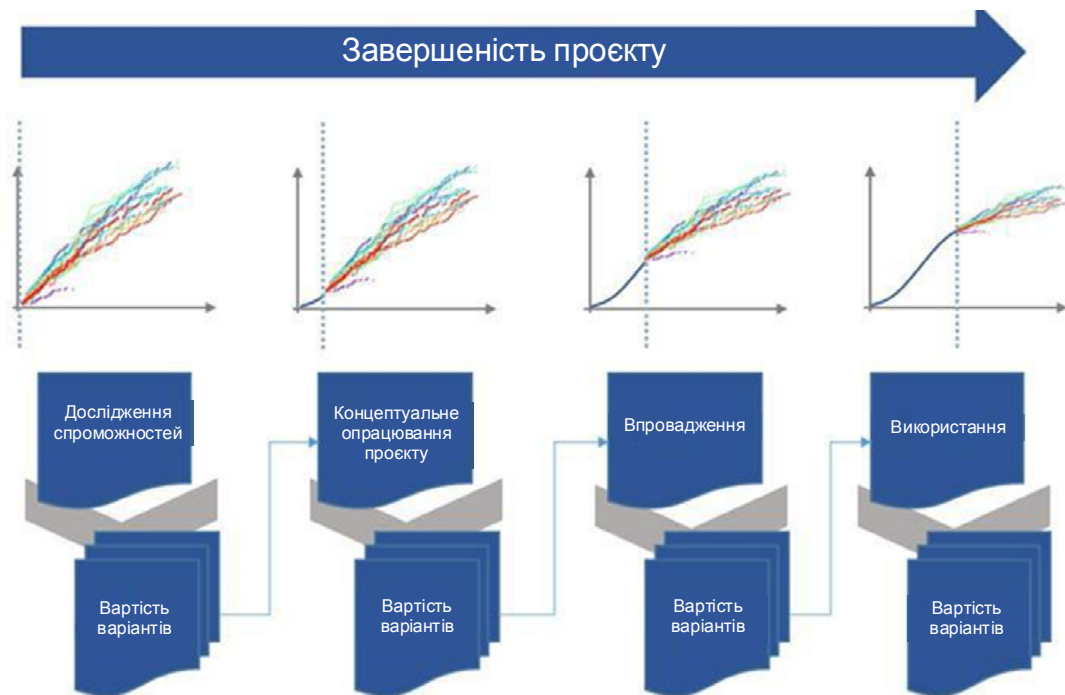 Завершеність проєкту
Дослідження
спроможностей
Концептуальне
опрацювання
проєкту
Впровадження
Використання
Вартість
варіантів
Вартість
варіантів
Вартість
варіантів
Вартість
варіантів